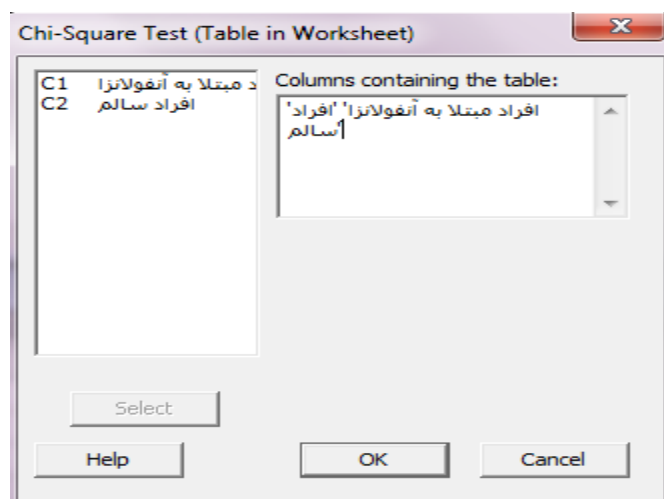 Chi-Square Test (Table in Worksheet)
C1 د مبتلا به آنفولانزا
C2 افراد سالم
Columns containing the table:
افراد مبتلا به آنفولانزا' 'افراد'
سالم'
Select
Help
OK
Cancel